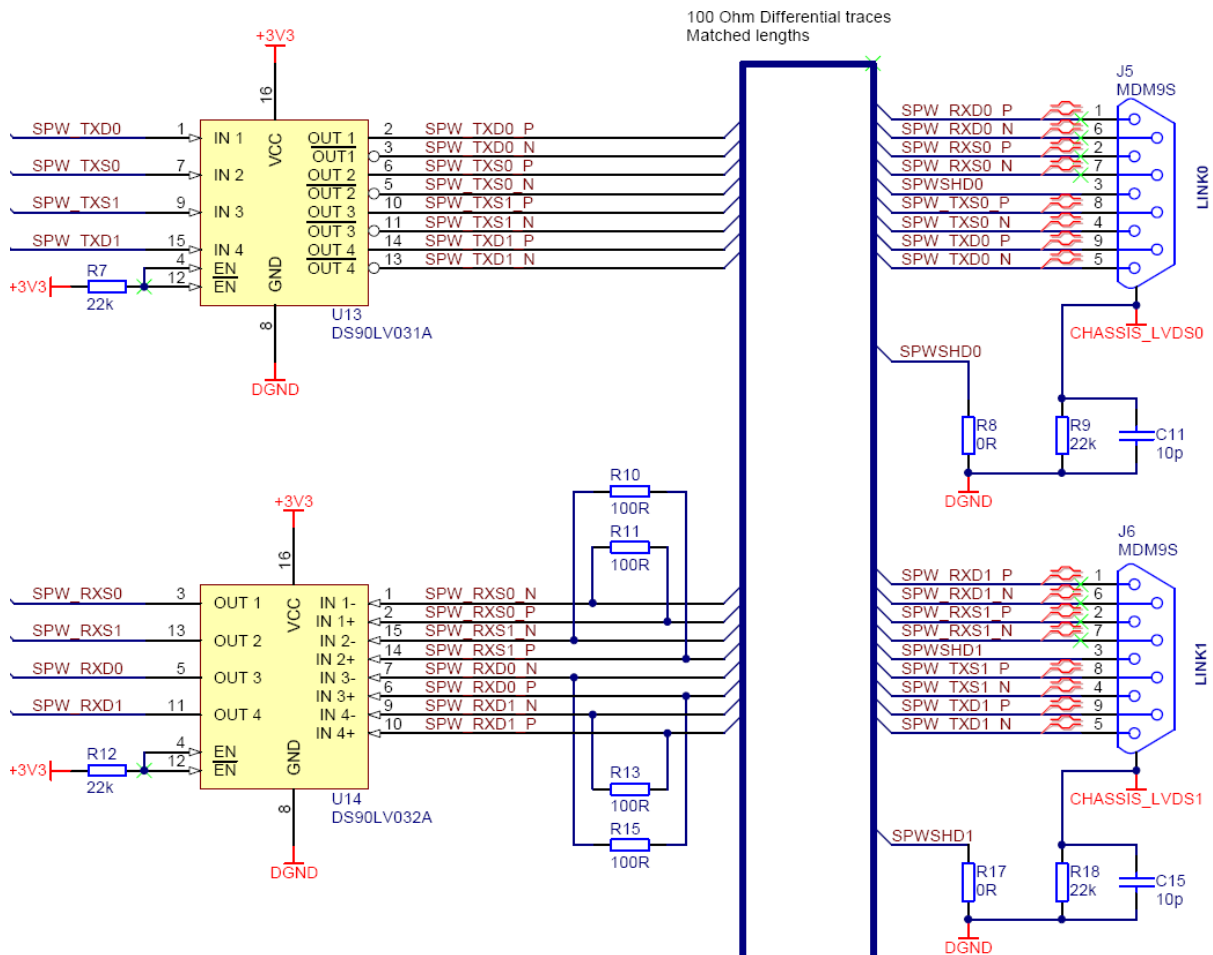 100 Ohm Differential traces
Matched lengths
+3V3
16
VCC
SPW_TXD0 1 IN 1
SPW_TXS0 7 IN 2
SPW_TXS1 9 IN 3
SPW_TXD1 15 IN 4
4 EN
12 EN
+3V3 R7
22k
GND
8
DGND
OUT 1 2 SPW_TXD0_P
OUT1 3 SPW_TXD0_N
OUT 2 6 SPW_TXS0_P
OUT 2 5 SPW_TXS0_N
OUT 3 10 SPW_TXS1_P
OUT 3 11 SPW_TXS1_N
OUT 4 14 SPW_TXD1_P
OUT 4 13 SPW_TXD1_N
U13
DS90LV031A
J5
MDM9S
SPW_RXD0_P 1
SPW_RXD0_N 6
SPW_RXS0_P 2
SPW_RXS0_N 7
SPWSHD0 3
SPW_TXS0_P 8
SPW_TXS0_N 4
SPW_TXD0_P 9
SPW_TXD0_N 5
LINK0
CHASSIS_LVDS0
SPWSHD0
R8
0R
R9
22k
C11
10p
DGND
+3V3
16
VCC
SPW_RXS0 3 OUT 1
SPW_RXS1 13 OUT 2
SPW_RXD0 5 OUT 3
SPW_RXD1 11 OUT 4
4 EN
12 EN
+3V3 R12
22k
GND
8
DGND
IN 1- 1 SPW_RXS0_N
IN 1+ 2 SPW_RXS0_P
IN 2- 15 SPW_RXS1_N
IN 2+ 14 SPW_RXS1_P
IN 3- 7 SPW_RXD0_N
IN 3+ 6 SPW_RXD0_P
IN 4- 9 SPW_RXD1_N
IN 4+ 10 SPW_RXD1_P
U14
DS90LV032A
R10
100R
R11
100R
R13
100R
R15
100R
J6
MDM9S
SPW_RXD1_P 1
SPW_RXD1_N 6
SPW_RXS1_P 2
SPW_RXS1_N 7
SPWSHD1 3
SPW_TXS1_P 8
SPW_TXS1_N 4
SPW_TXD1_P 9
SPW_TXD1_N 5
LINK1
CHASSIS_LVDS1
SPWSHD1
R17
0R
R18
22k
C15
10p
DGND